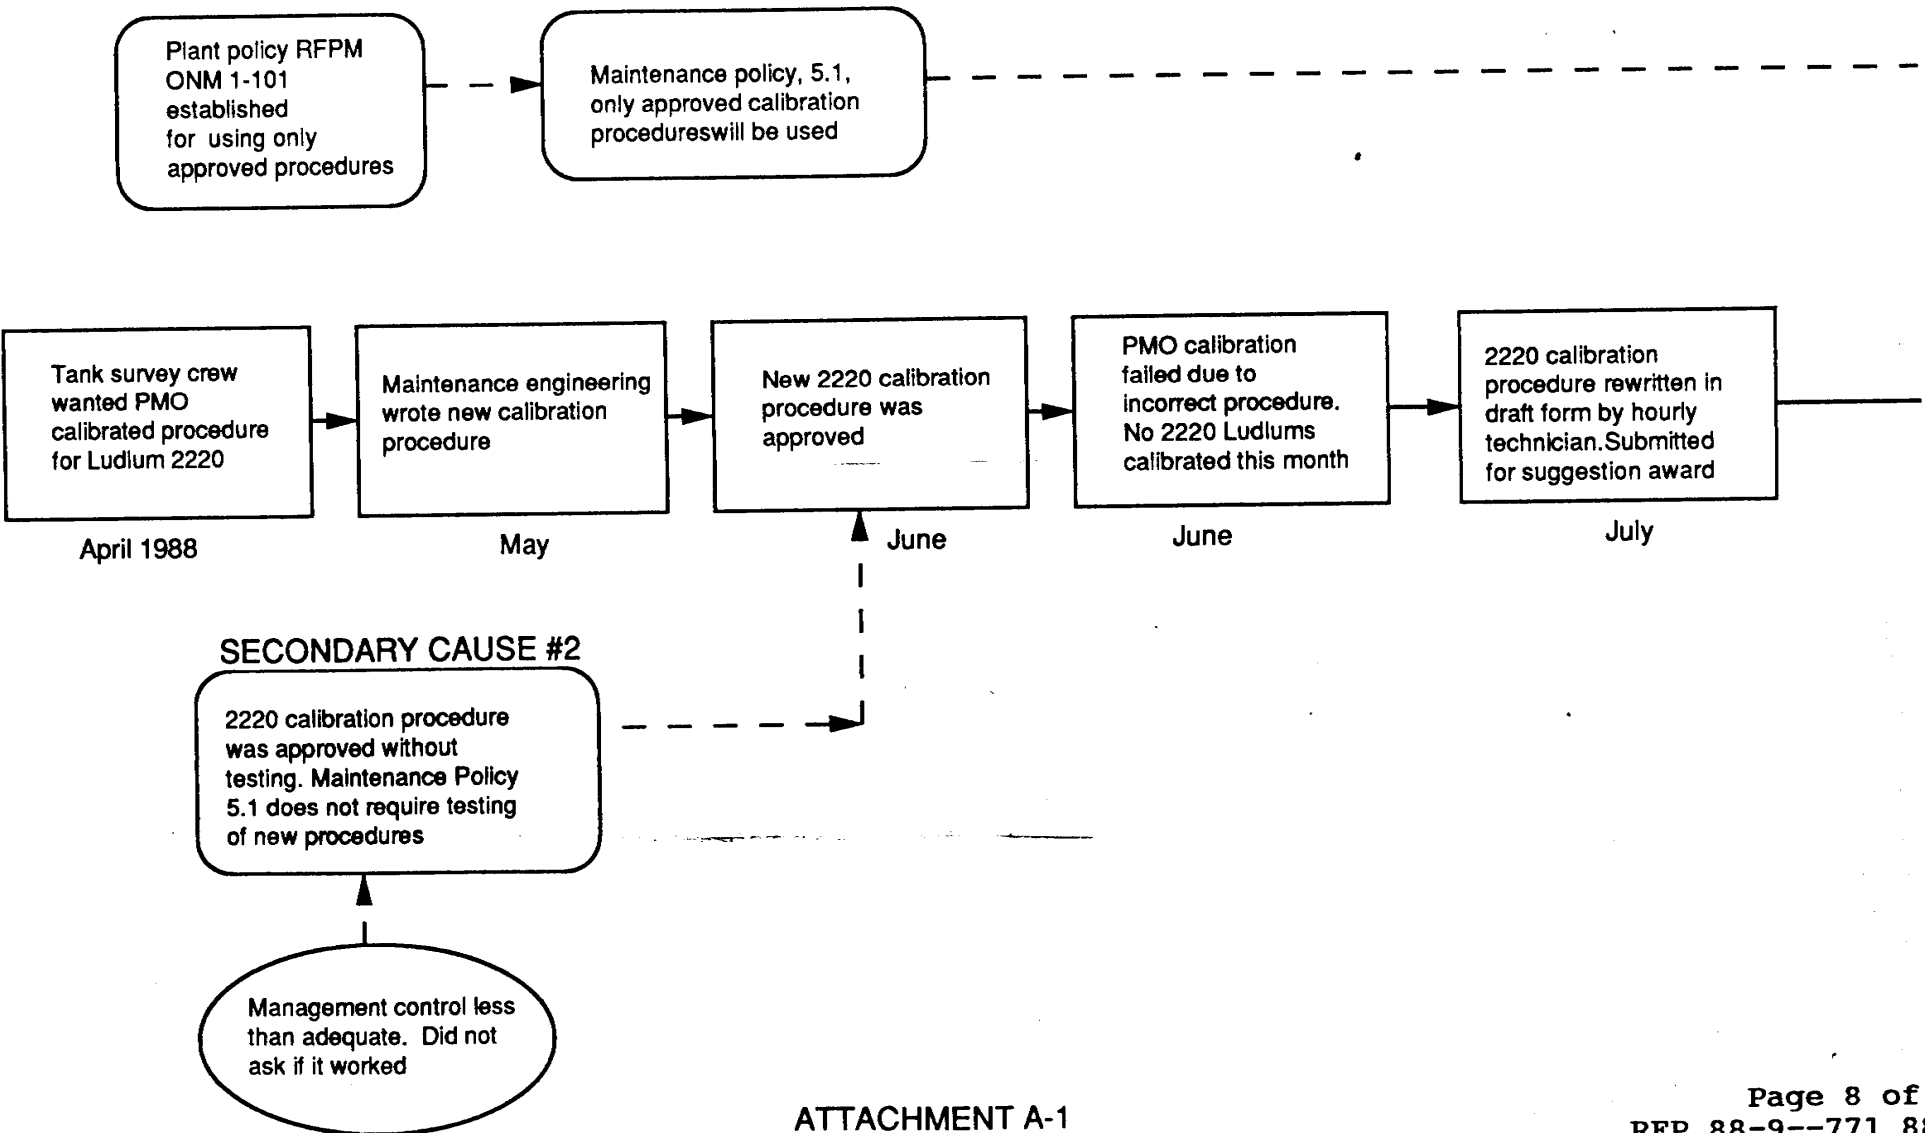 Plant policy RFPM
ONM 1-101
established
for using only
approved procedures
Maintenance policy, 5.1,
only approved calibration
procedureswill be used
Tank survey crew
wanted PMO
calibrated procedure
for Ludlum 2220
April 1988
Maintenance engineering
wrote new calibration
procedure
May
New 2220 calibration
procedure was
approved
June
PMO calibration
failed due to
incorrect procedure.
No 2220 Ludlums
calibrated this month
June
2220 calibration
procedure rewritten in
draft form by hourly
technician.Submitted
for suggestion award
July
SECONDARY CAUSE #2
2220 calibration procedure
was approved without
testing. Maintenance Policy
5.1 does not require testing
of new procedures
Management control less
than adequate. Did not
ask if it worked
ATTACHMENT A-1
Page 8 of
RFP 88-9--771 88